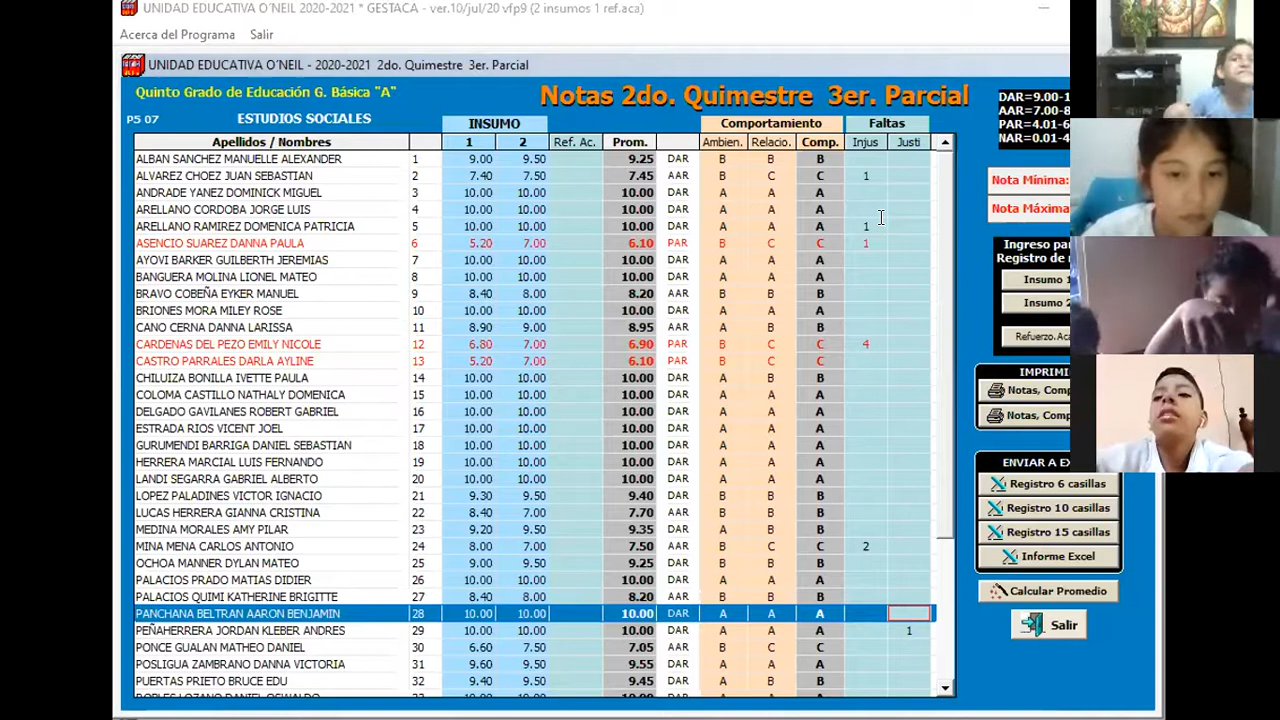 UNIDAD EDUCATIVA O´NEIL 2020-2021 * GESTACA - ver.10/jul/20 vfp9 (2 insumos 1 ref.aca)
Acerca del Programa Salir
UNIDAD EDUCATIVA O´NEIL - 2020-2021 2do. Quimestre 3er. Parcial
Quinto Grado de Educación G. Básica "A" Notas 2do. Quimestre 3er. Parcial
P5 07 ESTUDIOS SOCIALES INSUMO Comportamiento Faltas
Apellidos / Nombres 1 2 Ref. Ac. Prom. Ambien. Relacio. Comp. Injus Justi
ALBAN SANCHEZ MANUELLE ALEXANDER 1 9.00 9.50 9.25 DAR B B B
ALVAREZ CHOEZ JUAN SEBASTIAN 2 7.40 7.50 7.45 AAR B C C 1
ANDRADE YANEZ DOMINICK MIGUEL 3 10.00 10.00 10.00 DAR A A A
ARELLANO CORDOBA JORGE LUIS 4 10.00 10.00 10.00 DAR A A A
ARELLANO RAMIREZ DOMENICA PATRICIA 5 10.00 10.00 10.00 DAR A A A 1
ASENCIO SUAREZ DANNA PAULA 6 5.20 7.00 6.10 PAR B C C 1
AYOVI BARKER GUILBERTH JEREMIAS 7 10.00 10.00 10.00 DAR A A A
BANGUERA MOLINA LIONEL MATEO 8 10.00 10.00 10.00 DAR A A A
BRAVO COBEÑA EYKER MANUEL 9 8.40 8.00 8.20 AAR B B B
BRIONES MORA MILEY ROSE 10 10.00 10.00 10.00 DAR A A A
CANO CERNA DANNA LARISSA 11 8.90 9.00 8.95 AAR A B B
CARDENAS DEL PEZO EMILY NICOLE 12 6.80 7.00 6.90 PAR B C C 4
CASTRO PARRALES DARLA AYLINE 13 5.20 7.00 6.10 PAR B C C
CHILUIZA BONILLA IVETTE PAULA 14 10.00 10.00 10.00 DAR A B B
COLOMA CASTILLO NATHALY DOMENICA 15 10.00 10.00 10.00 DAR A A A
DELGADO GAVILANES ROBERT GABRIEL 16 10.00 10.00 10.00 DAR A A A
ESTRADA RIOS VICENT JOEL 17 10.00 10.00 10.00 DAR A A A
GURUMENDI BARRIGA DANIEL SEBASTIAN 18 10.00 10.00 10.00 DAR A A A
HERRERA MARCIAL LUIS FERNANDO 19 10.00 10.00 10.00 DAR A A A
LANDI SEGARRA GABRIEL ALBERTO 20 10.00 10.00 10.00 DAR A A A
LOPEZ PALADINES VICTOR IGNACIO 21 9.30 9.50 9.40 DAR B B B
LUCAS HERRERA GIANNA CRISTINA 22 8.40 7.00 7.70 AAR B B B
MEDINA MORALES AMY PILAR 23 9.20 9.50 9.35 DAR A B B
MINA MENA CARLOS ANTONIO 24 8.00 7.00 7.50 AAR B C C 2
OCHOA MANNER DYLAN MATEO 25 9.00 9.50 9.25 DAR B B B
PALACIOS PRADO MATIAS DIDIER 26 10.00 10.00 10.00 DAR A A A
PALACIOS QUIMI KATHERINE BRIGITTE 27 8.40 8.00 8.20 AAR B B B
PANCHANA BELTRAN AARON BENJAMIN 28 10.00 10.00 10.00 DAR A A A
PEÑAHERRERA JORDAN KLEBER ANDRES 29 10.00 10.00 10.00 DAR A A A 1
PONCE GUALAN MATHEO DANIEL 30 6.60 7.50 7.05 AAR B C C
POSLIGUA ZAMBRANO DANNA VICTORIA 31 9.60 9.50 9.55 DAR A A A
PUERTAS PRIETO BRUCE EDU 32 9.40 9.50 9.45 DAR A B B
DAR=9.00-1
AAR=7.00-8
PAR=4.01-6
NAR=0.01-4
Nota Mínima:
Nota Máxima
Ingreso pa
Registro de
Insumo 1
Insumo 2
Refuerzo.Ac
IMPRIMI
Notas, Comp
Notas, Comp
ENVIAR A E
Registro 6 casillas
Registro 10 casillas
Registro 15 casillas
Informe Excel
Calcular Promedio
Salir